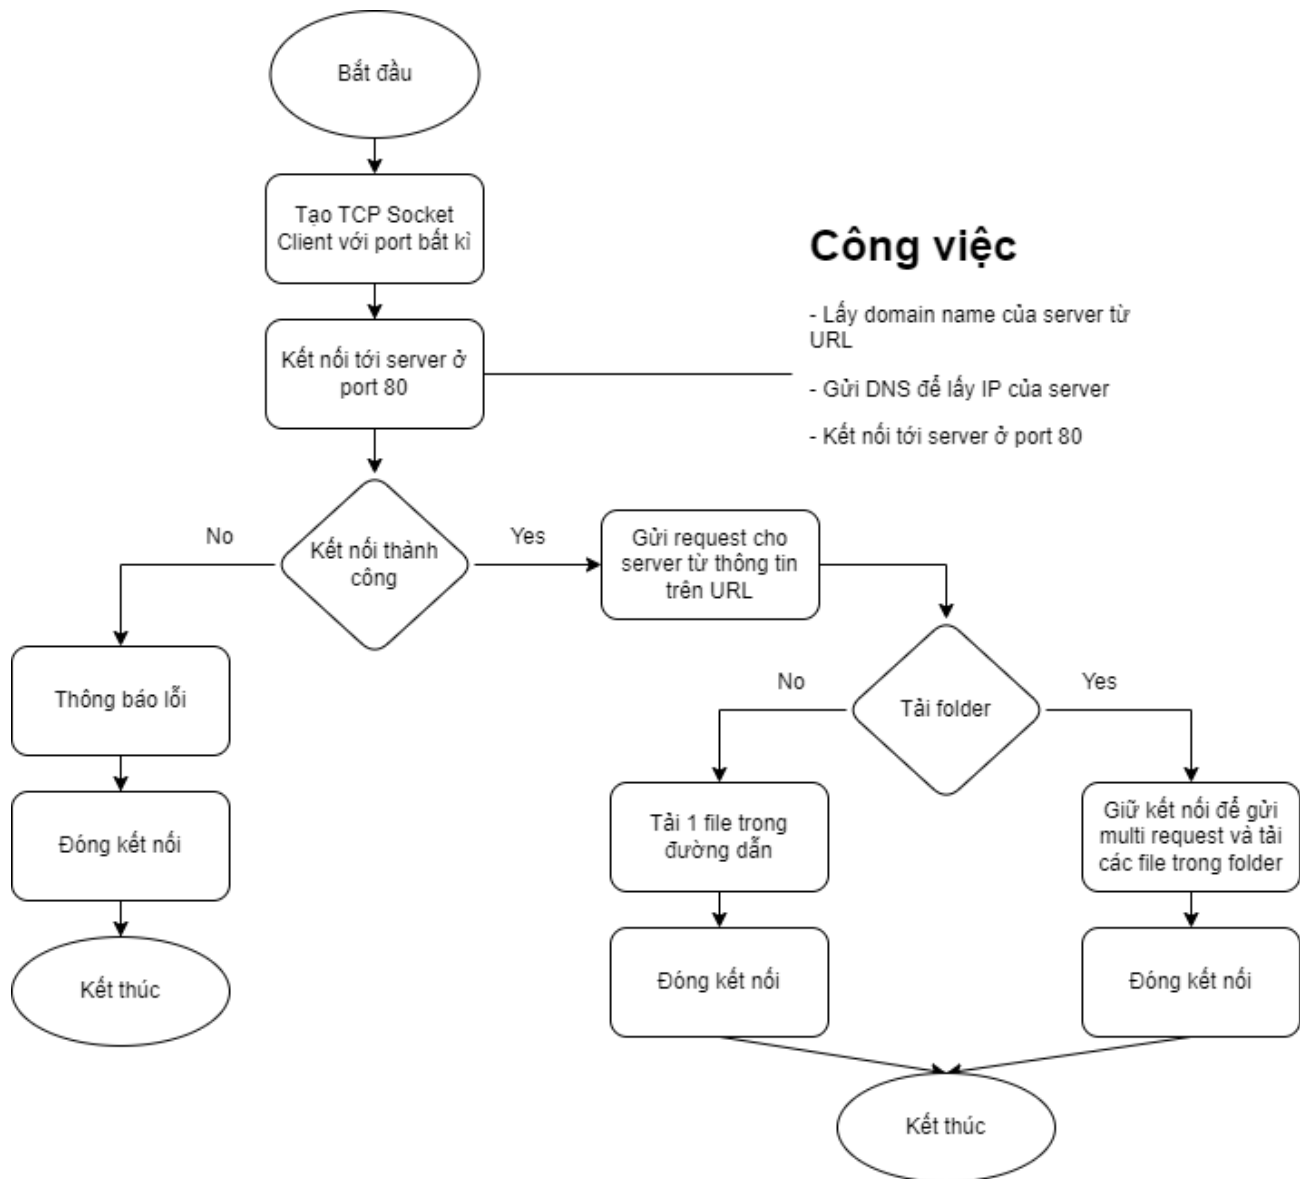 Bắt đầu
Tạo TCP Socket
Client với port bất kì
Công việc
- Lấy domain name của server từ
URL
- Gửi DNS để lấy IP của server
- Kết nối tới server ở port 80
Kết nối tới server ở
port 80
No
Kết nối thành
công
Yes
Gửi request cho
server từ thông tin
trên URL
Thông báo lỗi
Đóng kết nối
Kết thúc
No
Tải folder
Yes
Tải 1 file trong
đường dẫn
Giữ kết nối để gửi
multi request và tải
các file trong folder
Đóng kết nối
Đóng kết nối
Kết thúc